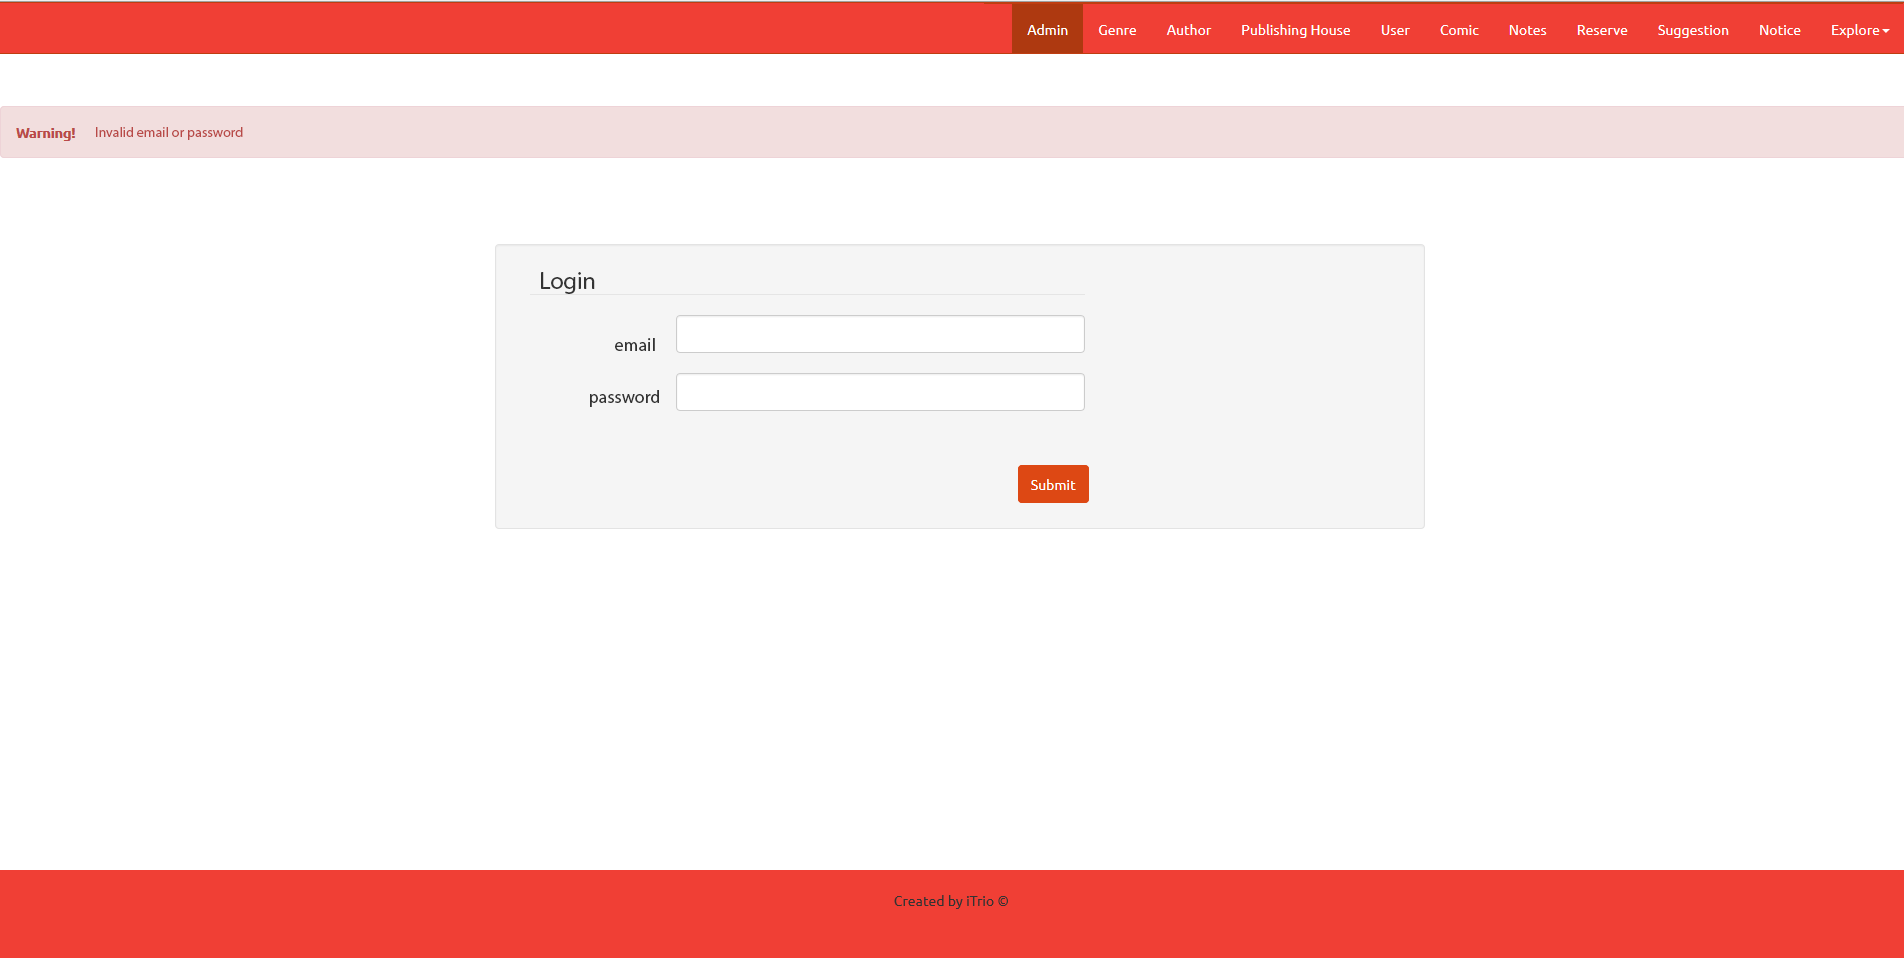 Admin Genre Author Publishing House User Comic Notes Reserve Suggestion Notice Explore
Warning! Invalid email or password
Login
email
password
Submit
Created by iTrio ©